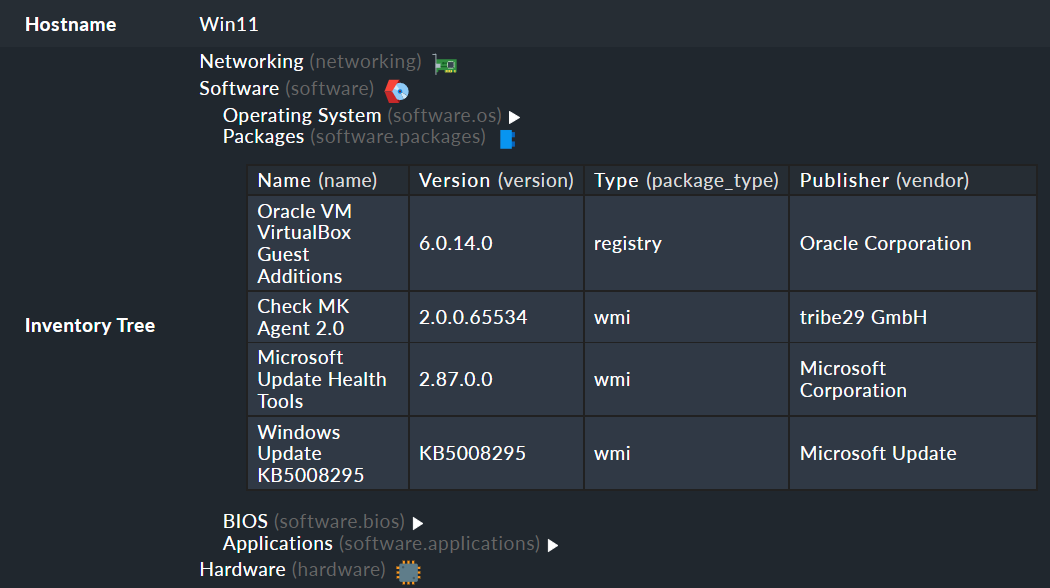 Hostname Win11
Networking (networking)
Software (software)
Operating System (software.os)
Packages (software.packages)
Name (name) Version (version) Type (package_type) Publisher (vendor)
Oracle VM
VirtualBox
Guest
Additions
6.0.14.0 registry Oracle Corporation
Inventory Tree
Check MK
Agent 2.0
2.0.0.65534 wmi tribe29 GmbH
Microsoft
Update Health
Tools
2.87.0.0 wmi
Microsoft
Corporation
Windows
Update
KB5008295
KB5008295 wmi Microsoft Update
BIOS (software.bios)
Applications (software.applications)
Hardware (hardware)